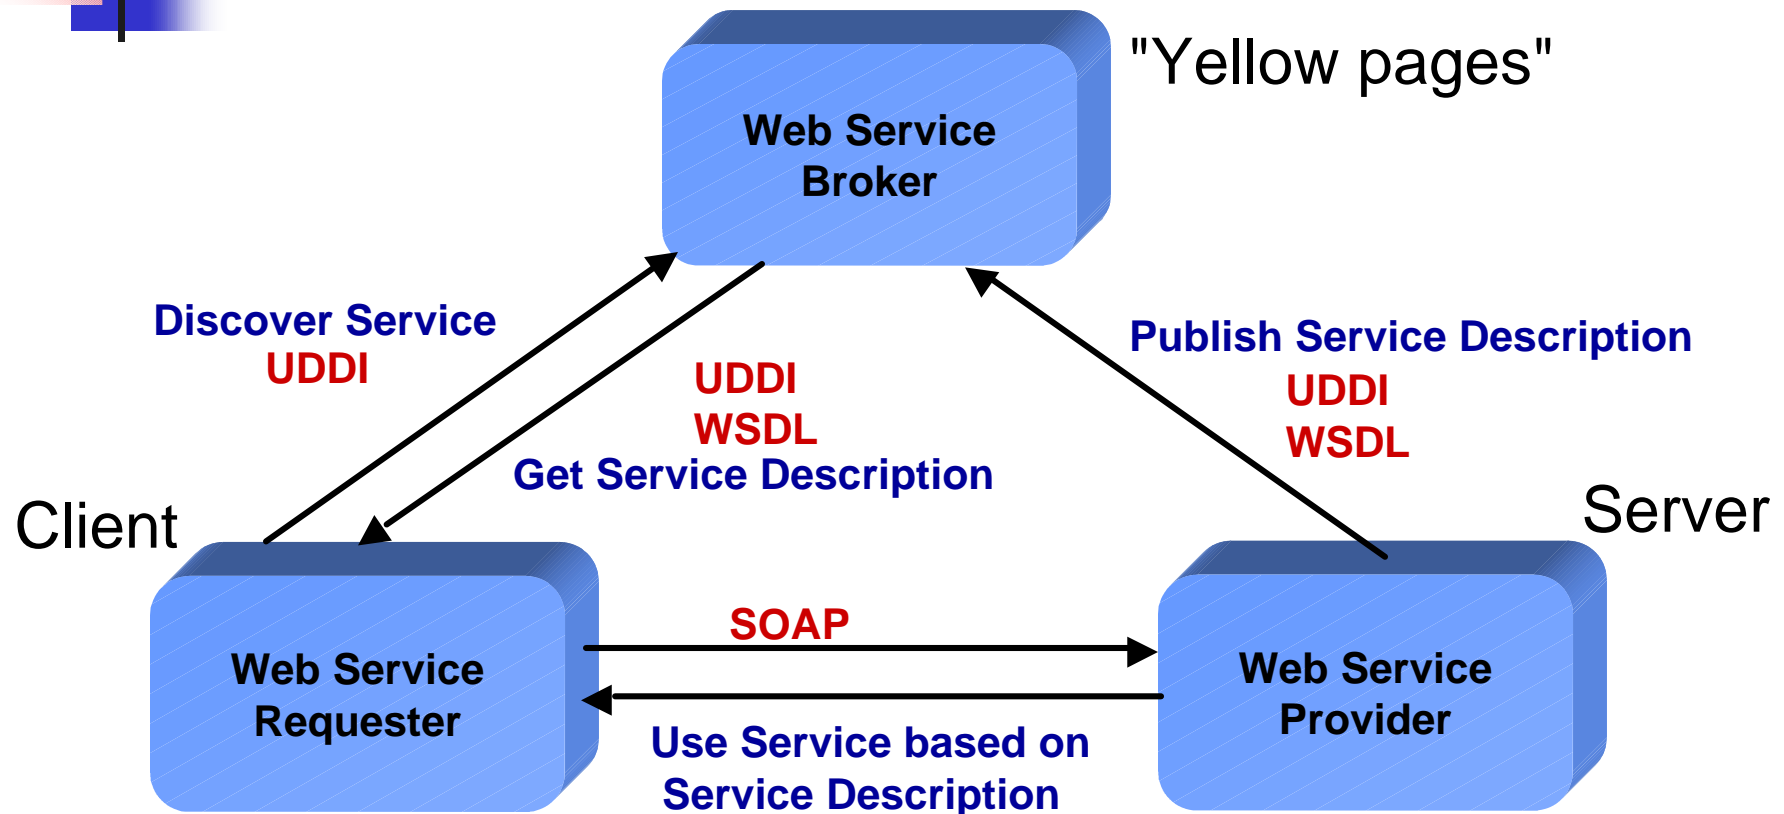 "Yellow pages"
Web Service
Broker
Discover Service
UDDI
UDDI
WSDL
Get Service Description
Publish Service Description
UDDI
WSDL
Client
Server
Web Service
Requester
SOAP
Use Service based on
Service Description
Web Service
Provider